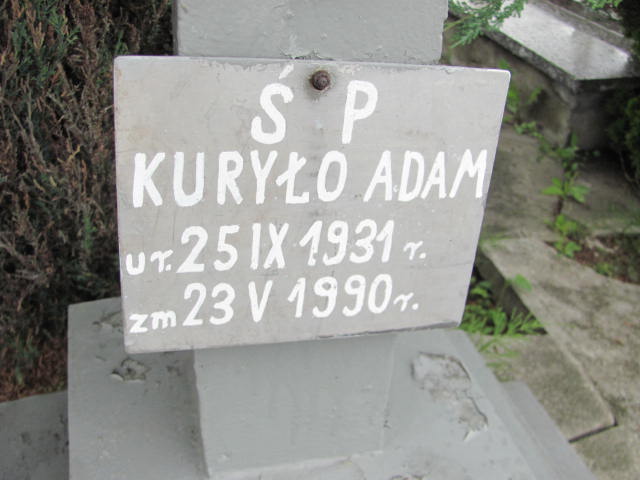 Ś P
KURYŁO ADAM
ur. 25 IX 1931 r.
zm 23 V 1990 r.